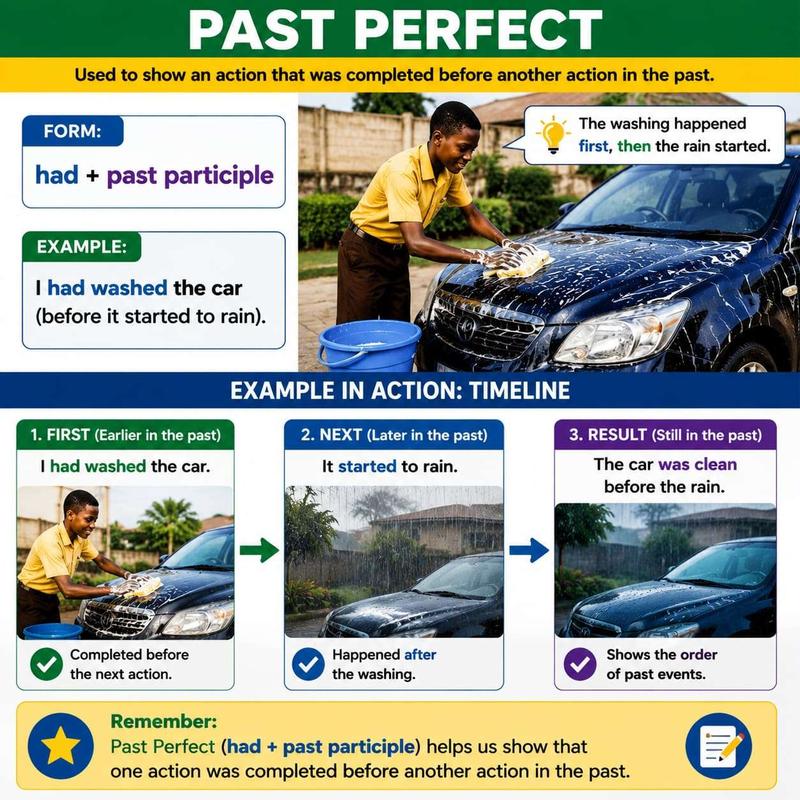 PAST PERFECT
Used to show an action that was completed before another action in the past.
FORM:
had + past participle
EXAMPLE:
I had washed the car
(before it started to rain).
The washing happened
first, then the rain started.
EXAMPLE IN ACTION: TIMELINE
1. FIRST (Earlier in the past)
I had washed the car.
Completed before
the next action.
2. NEXT (Later in the past)
It started to rain.
Happened after
the washing.
3. RESULT (Still in the past)
The car was clean
before the rain.
Shows the order
of past events.
Remember:
Past Perfect (had + past participle) helps us show that
one action was completed before another action in the past.